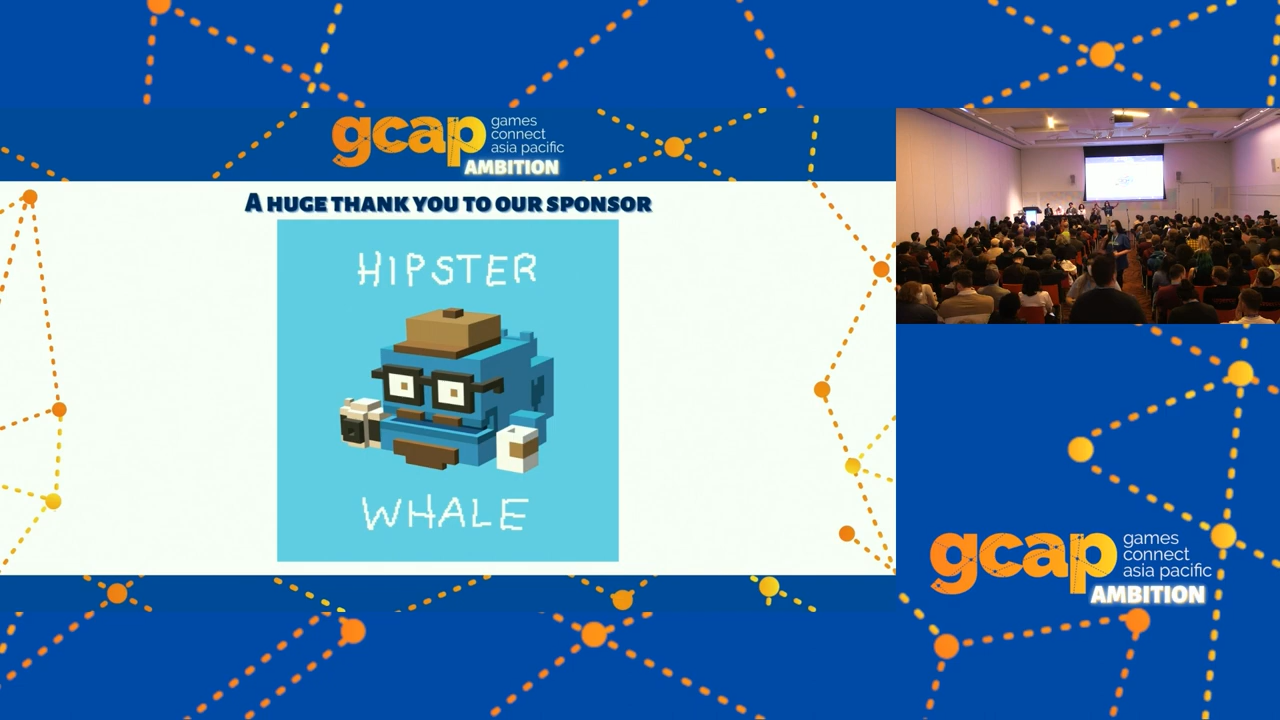 gcap
games
connect
asia pacific
AMBITION
A HUGE THANK YOU TO OUR SPONSOR
HIPSTER
WHALE
gcap
games
connect
asia pacific
AMBITION